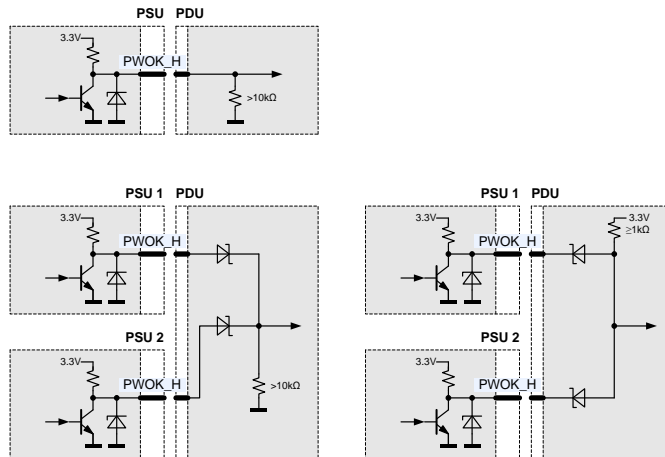 PSU PDU
3.3V
PWOK_H
>10kΩ
PSU 1 PDU
3.3V
PWOK_H
PSU 2
3.3V
PWOK_H
>10kΩ
PSU 1 PDU
3.3V
PWOK_H
3.3V
≥1kΩ
PSU 2
3.3V
PWOK_H